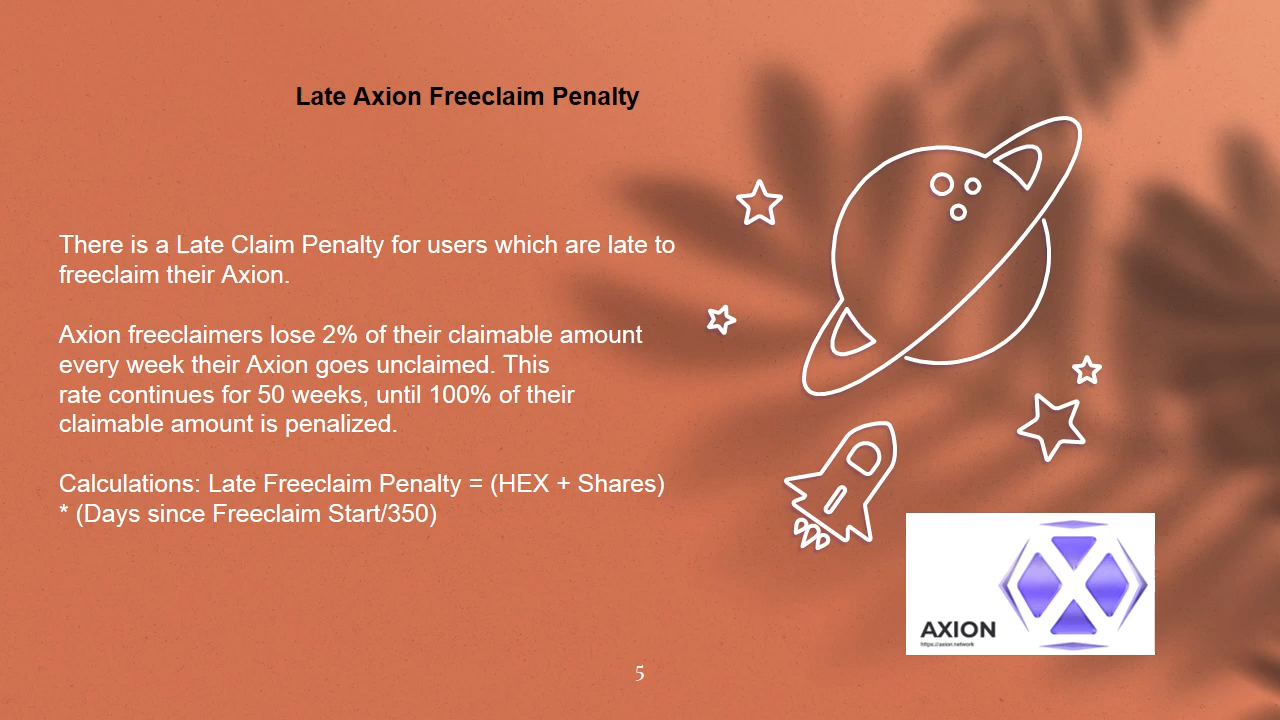 Late Axion Freeclaim Penalty
There is a Late Claim Penalty for users which are late to
freeclaim their Axion.
Axion freeclaimers lose 2% of their claimable amount
every week their Axion goes unclaimed. This
rate continues for 50 weeks, until 100% of their
claimable amount is penalized.
Calculations: Late Freeclaim Penalty = (HEX + Shares)
* (Days since Freeclaim Start/350)
AXION
https://axion.network
5